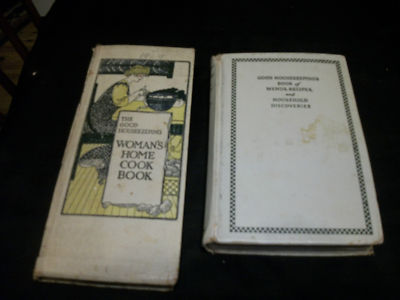 THE
GOOD
HOUSEKEEPING
WOMAN'S
HOME
COOK
BOOK
GOOD HOUSEKEEPING'S
BOOK of
MENUS, RECIPES,
and
HOUSEHOLD
DISCOVERIES